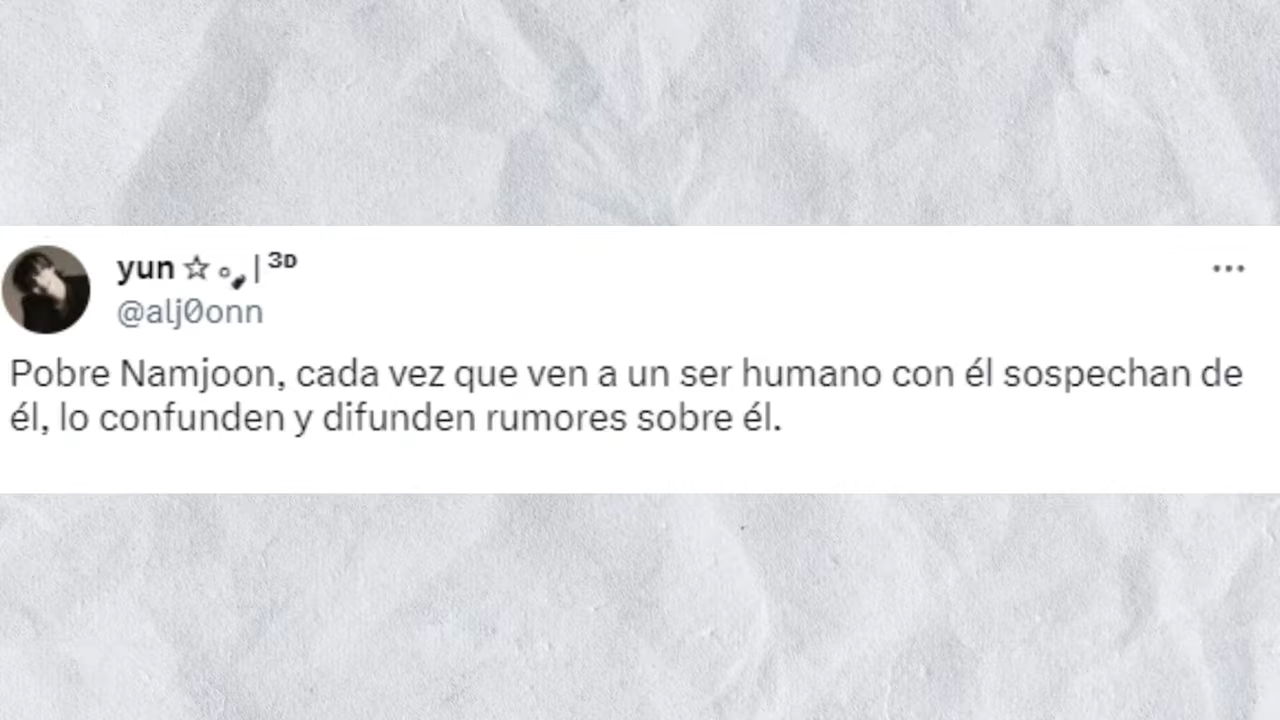 yun ☆ ∘ | ³ᴰ
@alj0onn
Pobre Namjoon, cada vez que ven a un ser humano con él sospechan de
él, lo confunden y difunden rumores sobre él.